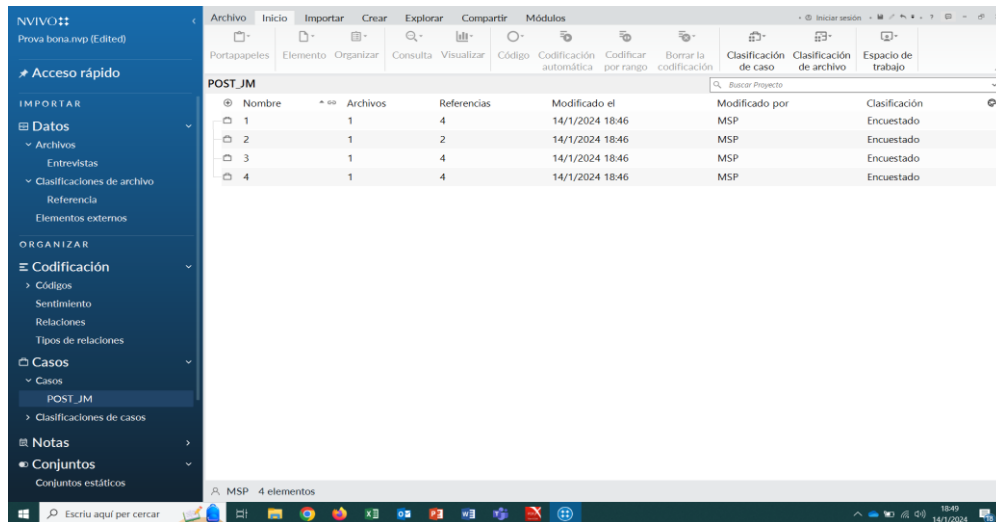 NVIVO
Prova bona.nvp (Edited)
Acceso rápido
IMPORTAR
Datos
Archivos
Entrevistas
Clasificaciones de archivo
Referencia
Elementos externos
ORGANIZAR
Codificación
Códigos
Sentimiento
Relaciones
Tipos de relaciones
Casos
Casos
POST_JM
Clasificaciones de casos
Notas
Conjuntos
Conjuntos estáticos
Archivo Inicio Importar Crear Explorar Compartir Módulos
Iniciar sesión
Portapapeles Elemento Organizar Consulta Visualizar Código Codificación automática Codificar por rango Borrar la codificación Clasificación de caso Clasificación de archivo Espacio de trabajo
POST_JM
Buscar Proyecto
Nombre Archivos Referencias Modificado el Modificado por Clasificación
1 1 4 14/1/2024 18:46 MSP Encuestado
2 1 2 14/1/2024 18:46 MSP Encuestado
3 1 4 14/1/2024 18:46 MSP Encuestado
4 1 4 14/1/2024 18:46 MSP Encuestado
MSP 4 elementos
Escriu aquí per cercar
18:49
14/1/2024